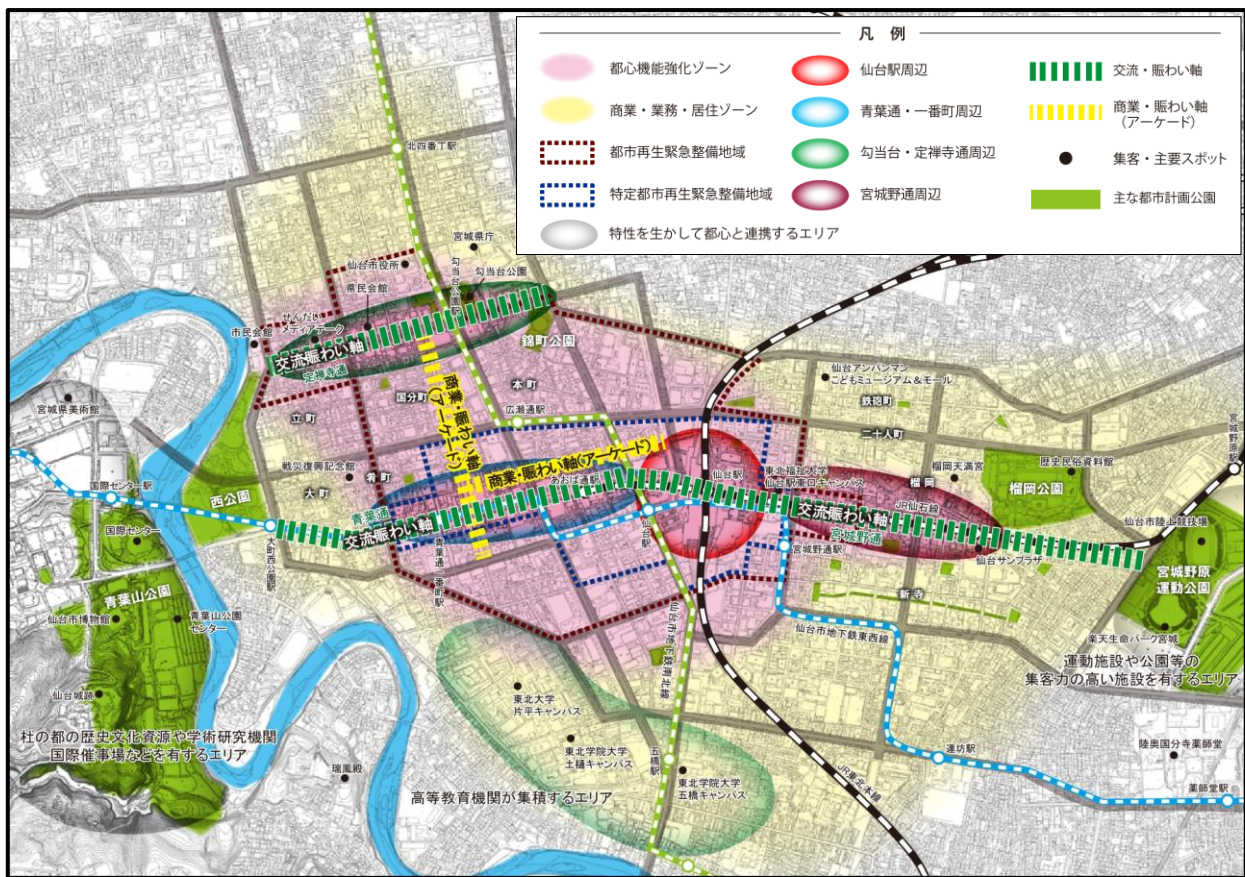 凡 例
都心機能強化ゾーン
商業・業務・居住ゾーン
都市再生緊急整備地域
特定都市再生緊急整備地域
特性を生かして都心と連携するエリア
仙台駅周辺
青葉通・一番町周辺
勾当台・定禅寺通周辺
宮城野通周辺
交流・賑わい軸
商業・賑わい軸
(アーケード)
集客・主要スポット
主な都市計画公園
北四番丁駅
宮城県庁
仙台市役所
勾当台公園
勾当台公園駅
県民会館
せんだい
メディアテーク
市民会館
交流賑わい軸
定禅寺通
錦町公園
本町
国分町
立町
広瀬通駅
商業・賑わい軸
(アーケード)
商業・賑わい軸(アーケード)
仙台アンパンマン
こどもミュージアム&モール
鉄砲町
二十人町
宮城野原駅
宮城県美術館
戦災復興記念館
肴町
大町
西公園
国際センター駅
国際センター
青葉通
あおば通駅
交流賑わい軸
大町西公園駅
青葉通一番町駅
仙台駅
仙台駅
東北福祉大学
仙台駅東口キャンパス
榴岡
榴岡天満宮
歴史民俗資料館
榴岡公園
JR仙石線
交流賑わい軸
宮城野通
宮城野通駅
仙台サンプラザ
仙台市陸上競技場
宮城野原
運動公園
楽天生命パーク宮城
運動施設や公園等の
集客力の高い施設を有するエリア
新寺
仙台市地下鉄東西線
仙台市地下鉄南北線
青葉山公園
仙台市博物館
青葉山公園
センター
仙台城跡
杜の都の歴史文化資源や学術研究機関
国際催事場などを有するエリア
瑞鳳殿
東北大学
片平キャンパス
東北学院大学
土樋キャンパス
五橋駅
東北学院大学
五橋キャンパス
高等教育機関が集積するエリア
JR東北本線
連坊駅
陸奥国分寺薬師堂
薬師堂駅